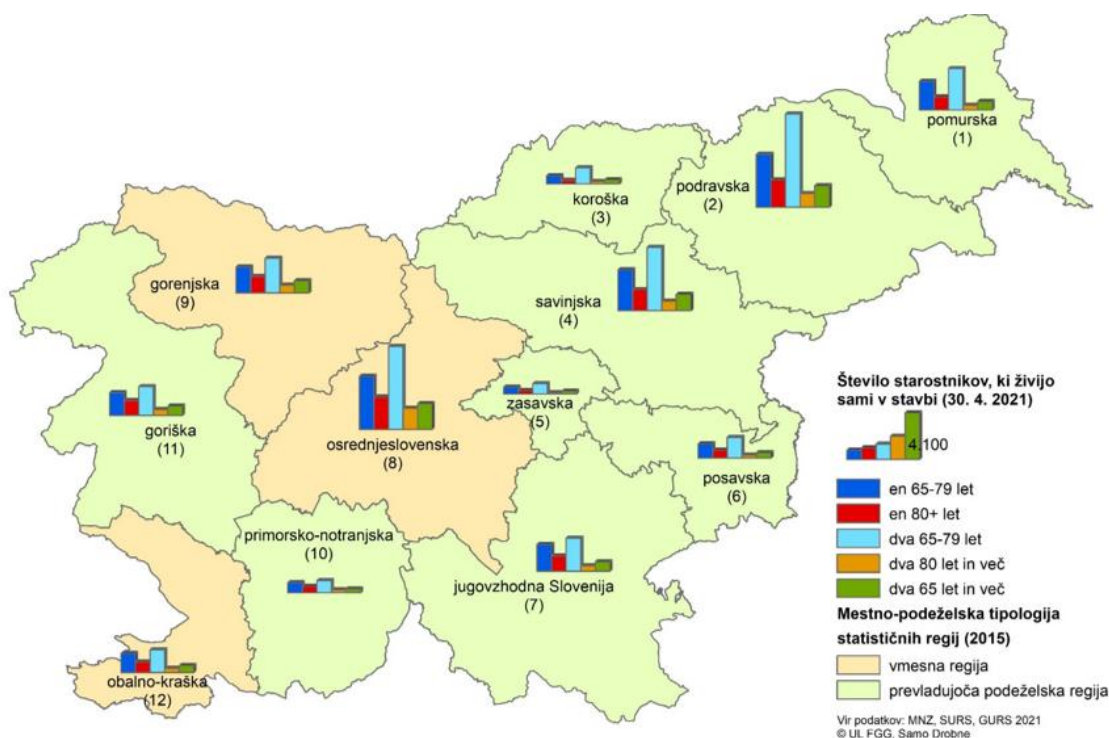 pomurska
(1)
podravska
(2)
koroška
(3)
gorenjska
(9)
savinjska
(4)
zasavska
(5)
goriška
(11)
osrednjeslovenska
(8)
posavska
(6)
primorsko-notranjska
(10)
jugovzhodna Slovenija
(7)
obalno-kraška
(12)
Število starostnikov, ki živijo
sami v stavbi (30. 4. 2021)
4,100
en 65-79 let
en 80+ let
dva 65-79 let
dva 80 let in več
dva 65 let in več
Mestno-podeželska tipologija
statističnih regij (2015)
vmesna regija
prevladujoča podeželska regija
Vir podatkov: MNZ, SURS, GURS 2021
© UL FGG, Samo Drobne